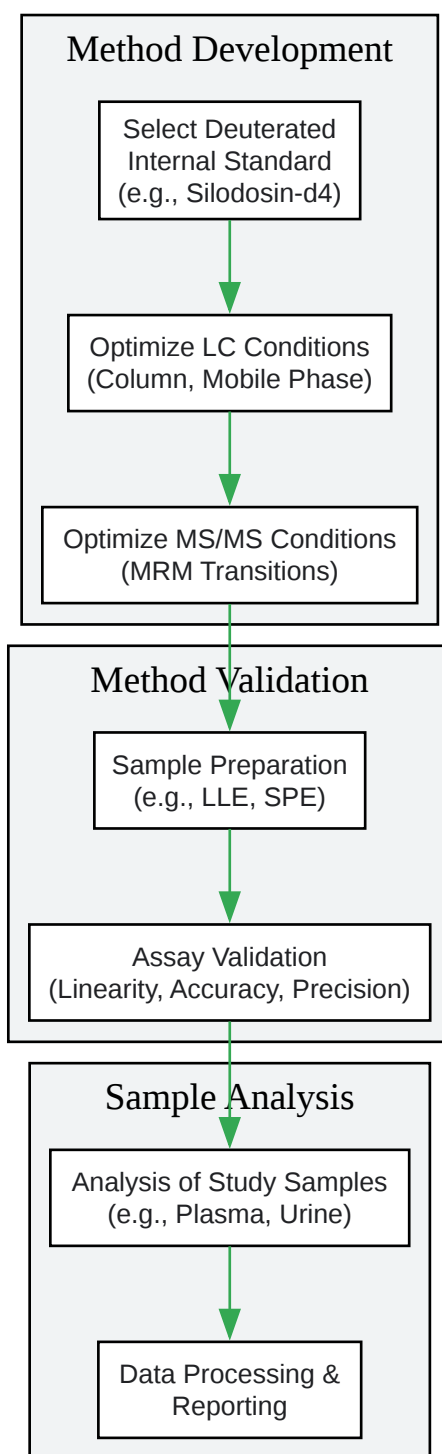 Method Development
Select Deuterated
Internal Standard
(e.g., Silodosin-d4)
Optimize LC Conditions
(Column, Mobile Phase)
Optimize MS/MS Conditions
(MRM Transitions)
Method Validation
Sample Preparation
(e.g., LLE, SPE)
Assay Validation
(Linearity, Accuracy, Precision)
Sample Analysis
Analysis of Study Samples
(e.g., Plasma, Urine)
Data Processing &
Reporting